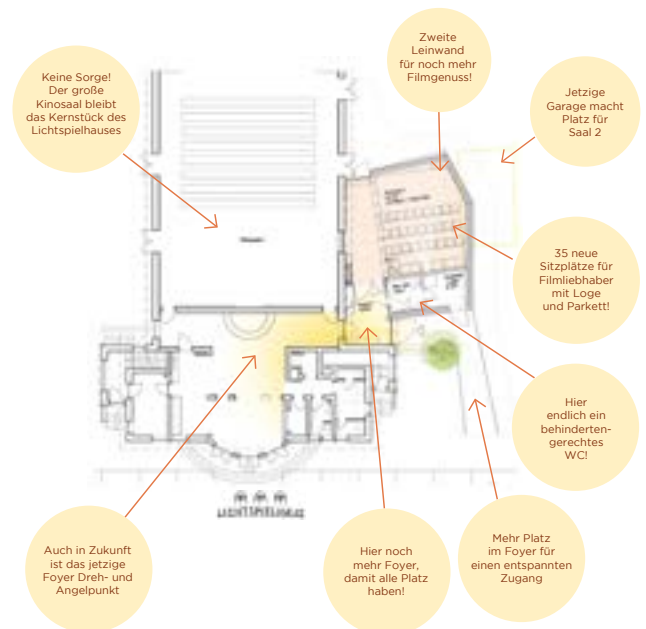 Zweite
Leinwand
für noch mehr
Filmgenuss!
Keine Sorge!
Der große
Kinosaal bleibt
das Kernstück des
Lichtspielhauses
Jetzige
Garage macht
Platz für
Saal 2
35 neue
Sitzplätze für
Filmliebhaber
mit Loge
und Parkett!
Hier
endlich ein
behinderten-
gerechtes
WC!
LICHTSPIELHAUS
Auch in Zukunft
ist das jetzige
Foyer Dreh- und
Angelpunkt
Hier noch
mehr Foyer,
damit alle Platz
haben!
Mehr Platz
im Foyer für
einen entspannten
Zugang